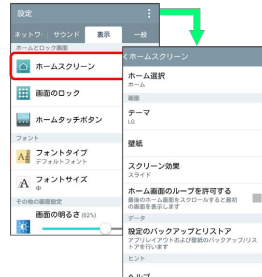 設定
ネットワ-
サウンド
表示
一般
ホームとロック画面
ホームスクリーン
画面のロック
ホームタッチボタン
フォント
フォントタイプ
デフォルトフォント
フォントサイズ
中
その他の画面設定
画面の明るさ (62%)
＜ホームスクリーン
ホーム選択
ホーム
画面
テーマ
LG
壁紙
スクリーン効果
スライド
ホーム画面のループを許可する
最後のホーム画面をスクロールすると最初
の画面を表示します
データ
設定のバックアップとリストア
アプリレイアウトおよび壁紙のバックアップ/リス
トアを行います
ヒント
ヘルプ